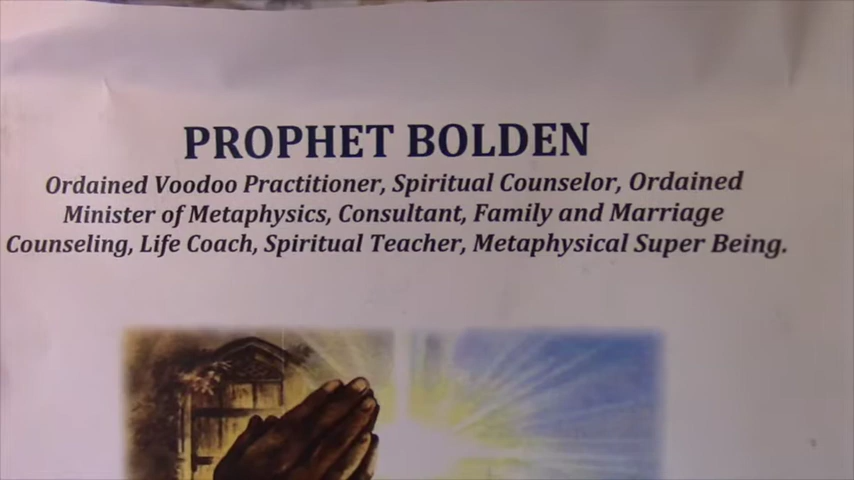 PROPHET BOLDEN
Ordained Voodoo Practitioner, Spiritual Counselor, Ordained
Minister of Metaphysics, Consultant, Family and Marriage
Counseling, Life Coach, Spiritual Teacher, Metaphysical Super Being.